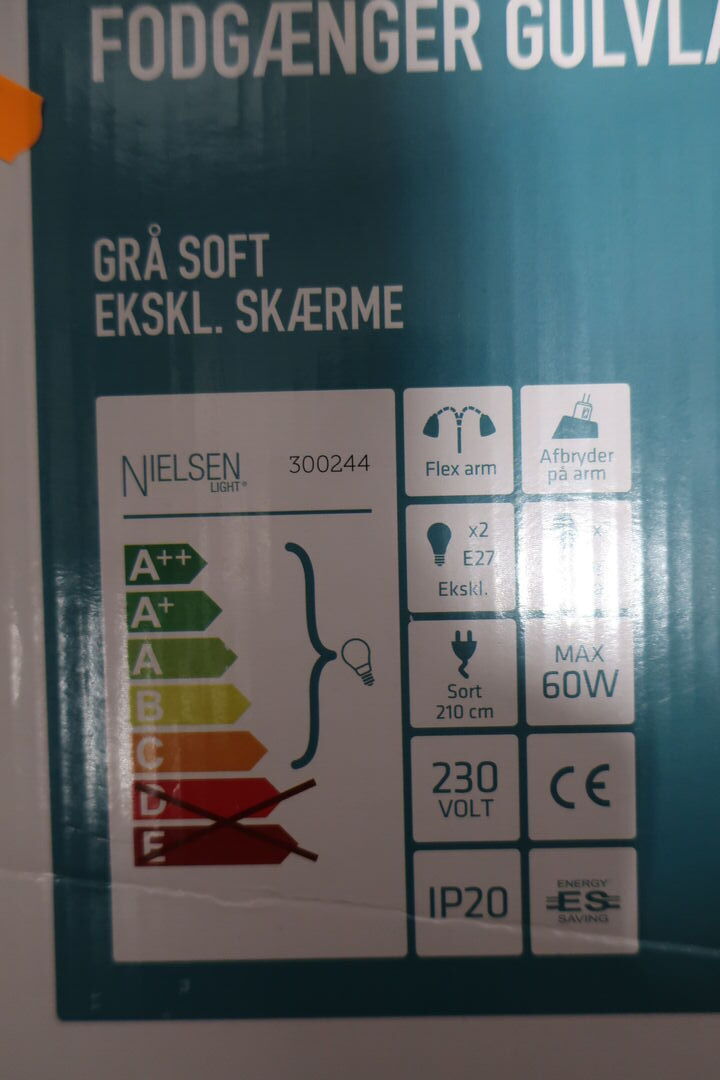 FODGÆNGER GULVLA
GRÅ SOFT
EKSKL. SKÆRME
NIELSEN
LIGHT®
300244
A++
A+
A
B
C
D
E
Flex arm
Afbryder
på arm
x2
E27
Ekskl.
Sort
210 cm
MAX
60W
230
VOLT
CE
IP20
ENERGY
ES
SAVING